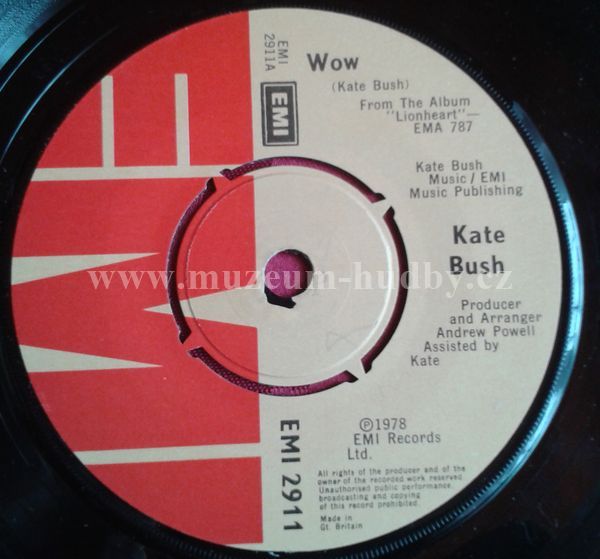 EMI
2911A
EMI
Wow
(Kate Bush)
From The Album
"Lionheart"—
EMA 787
Kate Bush
Music/EMI
Music Publishing
Kate
Bush
www.muzeum-hudby.cz
Producer
and Arranger
Andrew Powell
Assisted by
Kate
℗1978
EMI Records
Ltd.
EMI 2911
All rights of the producer and of the
owner of the recorded work reserved.
Unauthorised public performance,
broadcasting and copying
of this record prohibited.
Made in
Gt. Britain
EMI